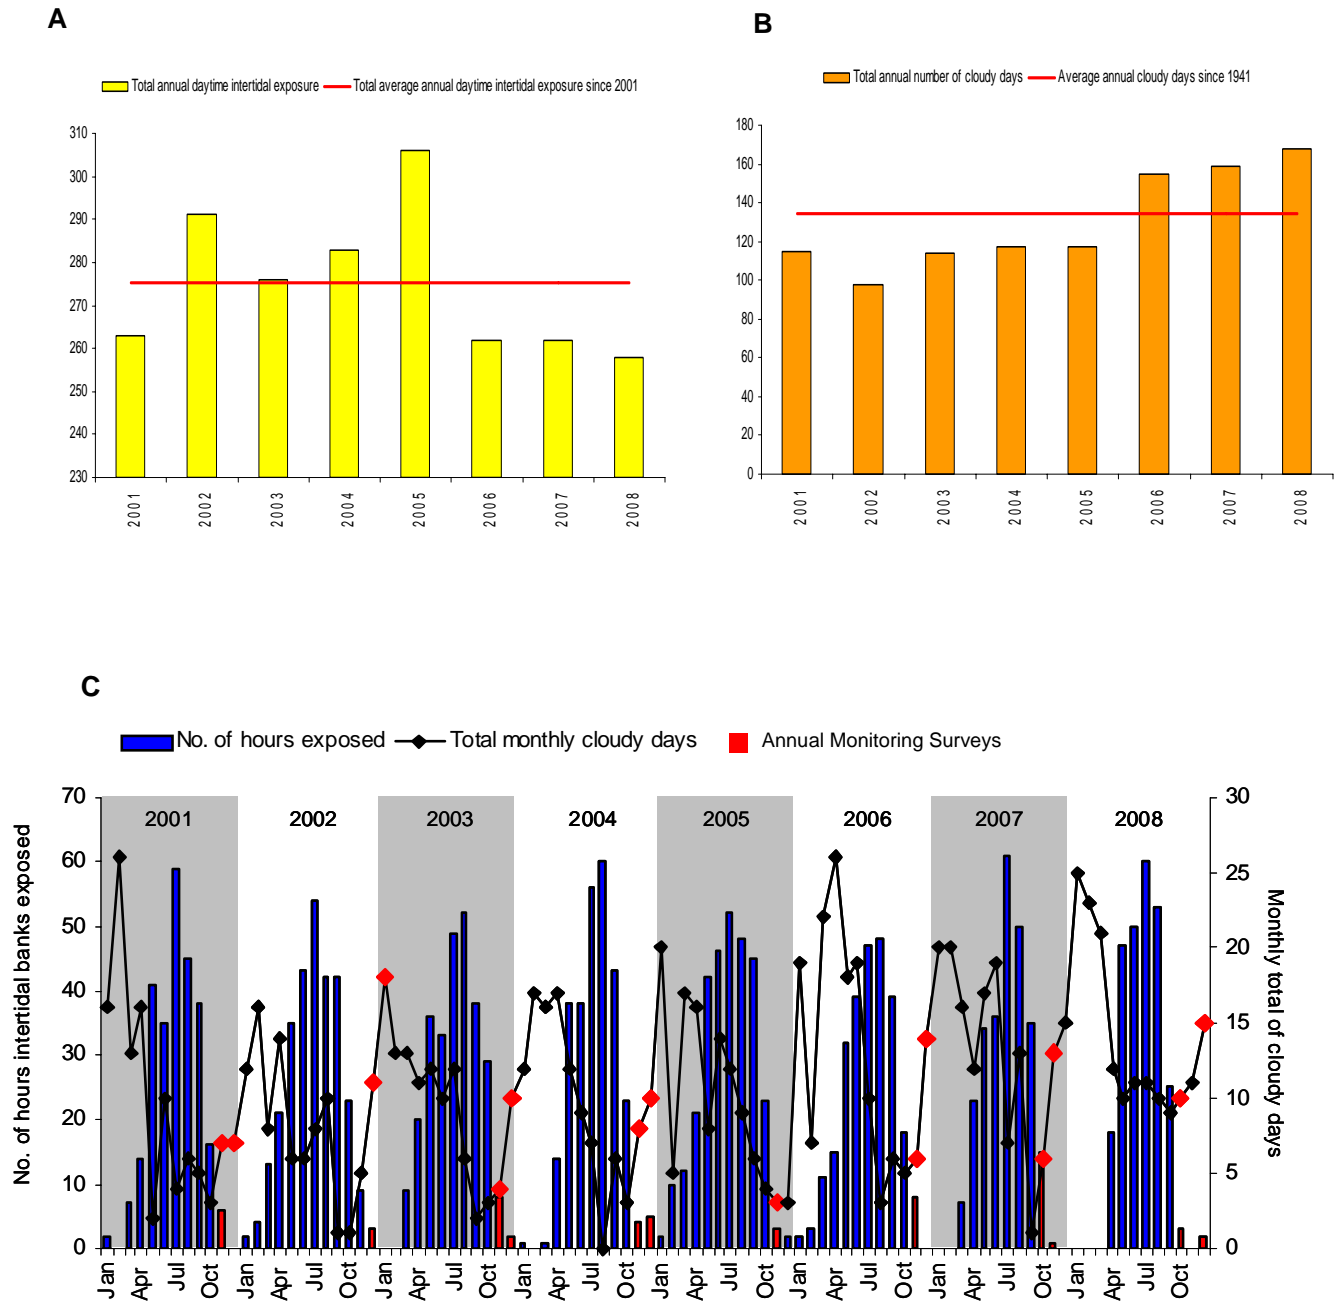 A
B
Total annual daytime intertidal exposure Total average annual daytime intertidal exposure since 2001
Total annual number of cloudy days Average annual cloudy days since 1941
310
300
290
280
270
260
250
240
230
2001 2002 2003 2004 2005 2006 2007 2008
180
160
140
120
100
80
60
40
20
0
2001 2002 2003 2004 2005 2006 2007 2008
C
No. of hours exposed Total monthly cloudy days Annual Monitoring Surveys
No. of hours intertidal banks exposed
70
60
50
40
30
20
10
0
2001 2002 2003 2004 2005 2006 2007 2008
30
25
20
15
10
5
0
Monthly total of cloudy days
Jan Apr Jul Oct Jan Apr Jul Oct Jan Apr Jul Oct Jan Apr Jul Oct Jan Apr Jul Oct Jan Apr Jul Oct Jan Apr Jul Oct Jan Apr Jul Oct